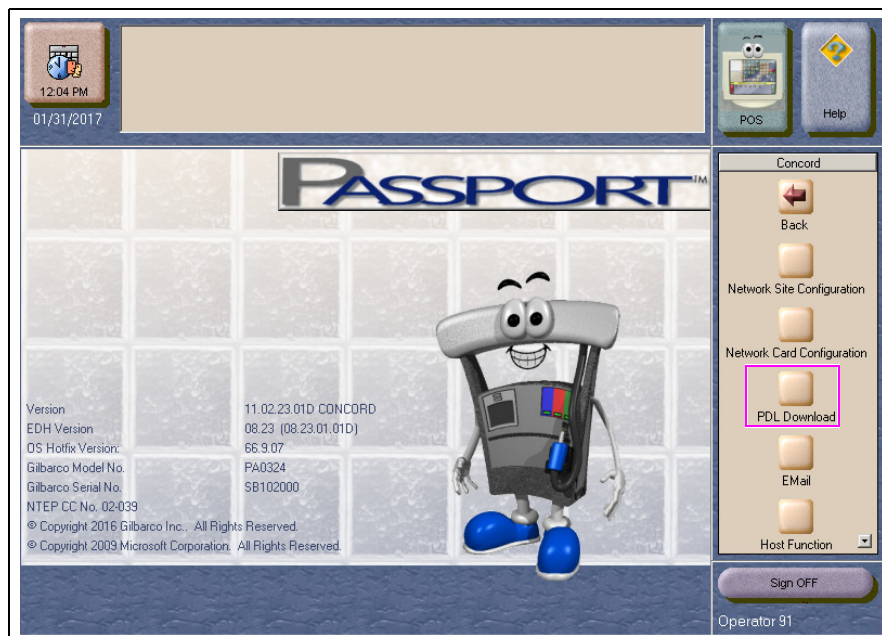 12:04 PM
01/31/2017
POS
Help
PASSPORT™
Concord
Back
Network Site Configuration
Network Card Configuration
PDL Download
EMail
Host Function
Version 11.02.23.01D CONCORD
EDH Version 08.23 (08.23.01.01D)
OS Hotfix Version: 66.9.07
Gilbarco Model No. PA0324
Gilbarco Serial No. SB102000
NTEP CC No. 02-039
© Copyright 2016 Gilbarco Inc.. All Rights Reserved.
© Copyright 2009 Microsoft Corporation. All Rights Reserved.
Sign OFF
Operator 91